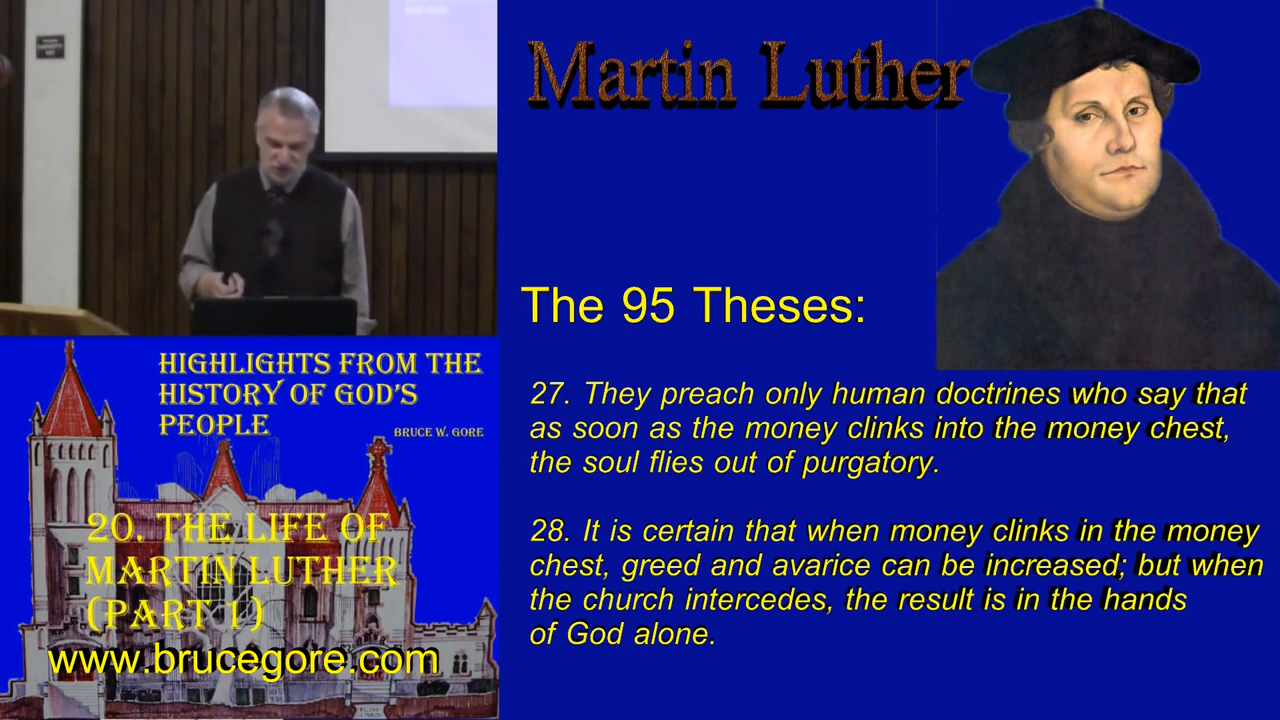 Martin Luther
The 95 Theses:
27. They preach only human doctrines who say that
as soon as the money clinks into the money chest,
the soul flies out of purgatory.
28. It is certain that when money clinks in the money
chest, greed and avarice can be increased; but when
the church intercedes, the result is in the hands
of God alone.
HIGHLIGHTS FROM THE
HISTORY OF GOD'S
PEOPLE
BRUCE W. GORE
20. THE LIFE OF
MARTIN LUTHER
(PART 1)
www.brucegore.com